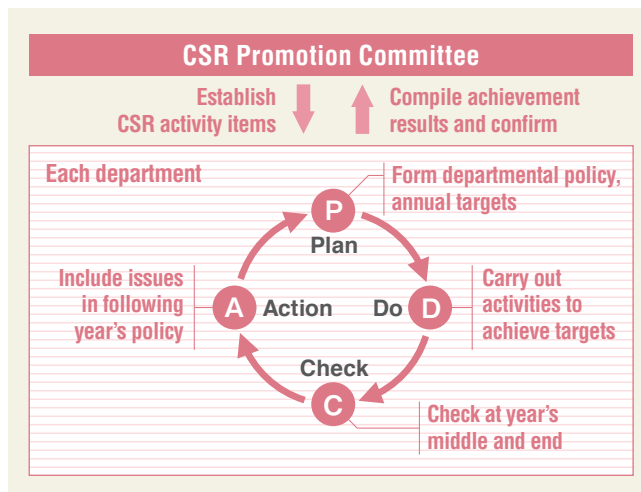 CSR Promotion Committee
Establish
CSR activity items
Compile achievement
results and confirm
Each department
P
Plan
Form departmental policy,
annual targets
Include issues
in following
year's policy
A
Action
Do
D
Carry out
activities to
achieve targets
Check
C
Check at year's
middle and end